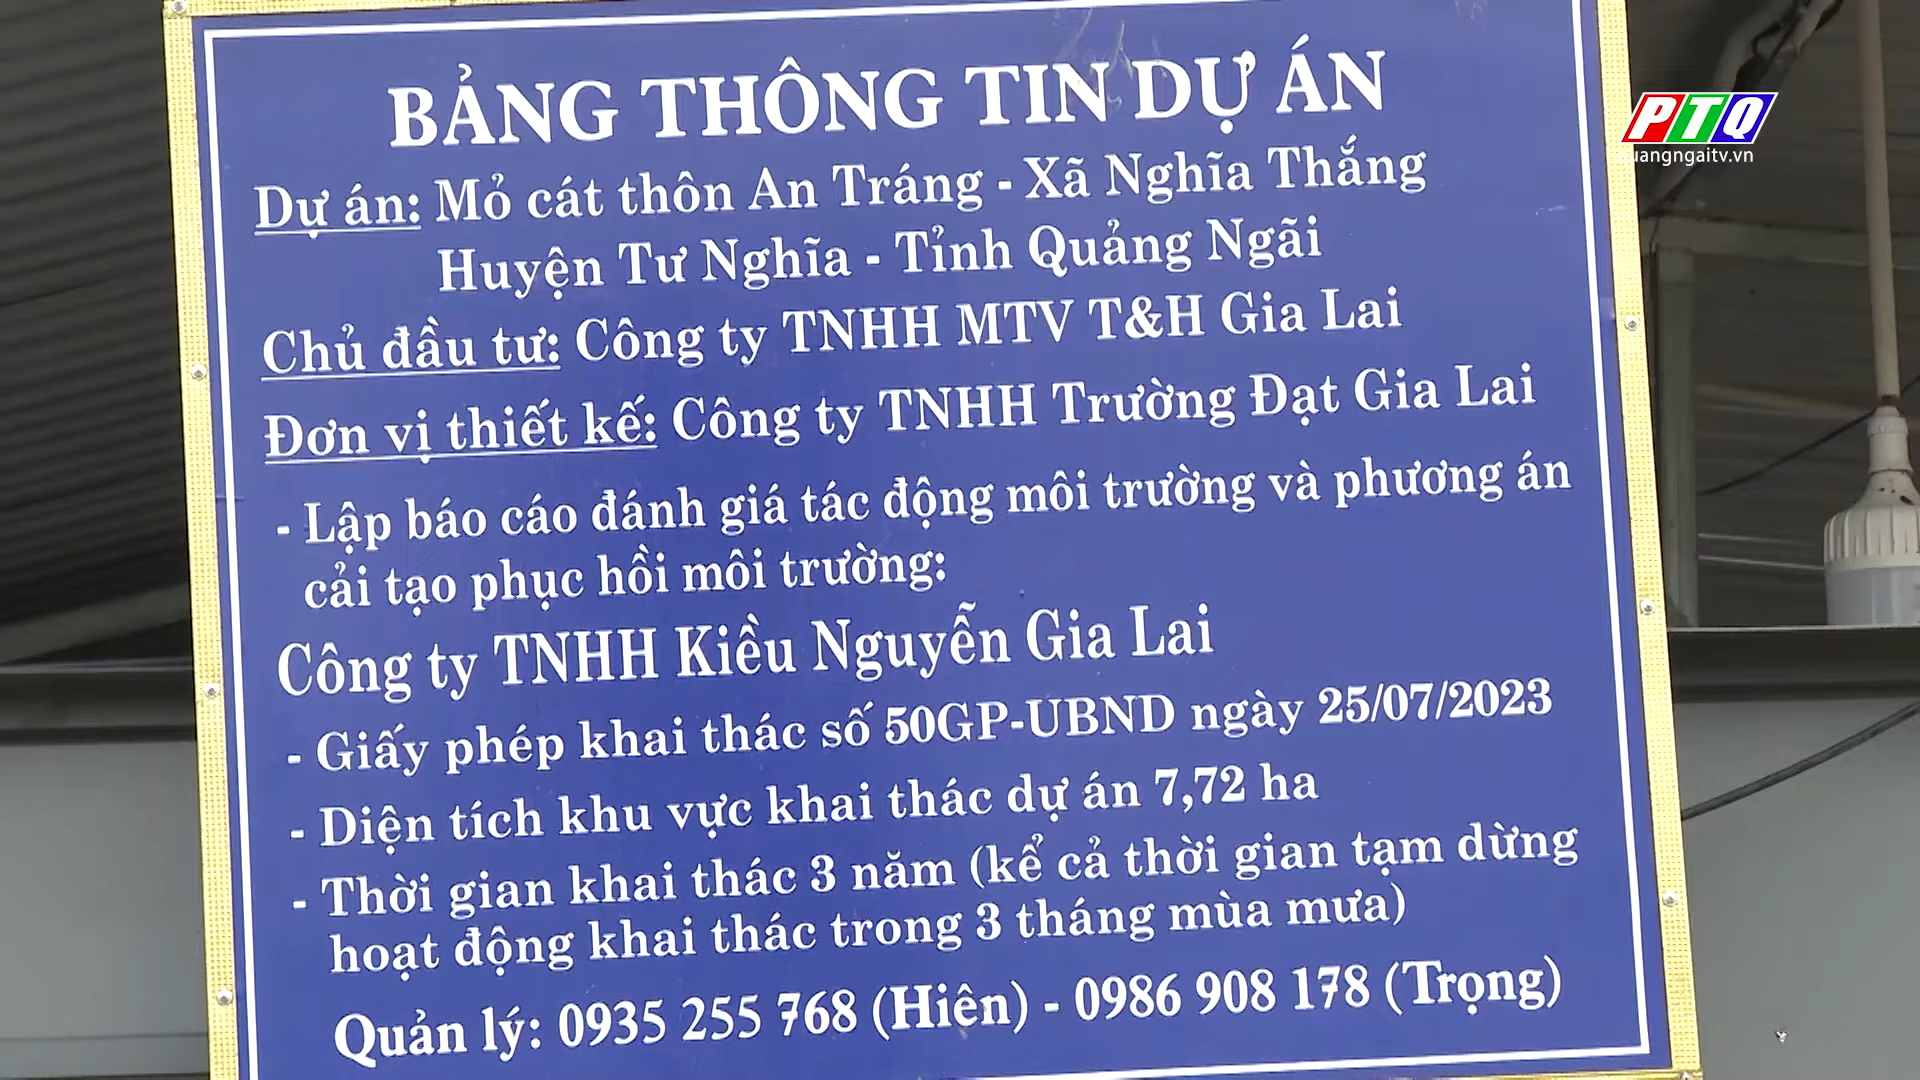 BẢNG THÔNG TIN DỰ ÁN
Dự án: Mỏ cát thôn An Tráng - Xã Nghĩa Thắng
Huyện Tư Nghĩa - Tỉnh Quảng Ngãi
Chủ đầu tư: Công ty TNHH MTV T&H Gia Lai
Đơn vị thiết kế: Công ty TNHH Trường Đạt Gia Lai
- Lập báo cáo đánh giá tác động môi trường và phương án
cải tạo phục hồi môi trường:
Công ty TNHH Kiều Nguyễn Gia Lai
- Giấy phép khai thác số 50GP-UBND ngày 25/07/2023
- Diện tích khu vực khai thác dự án 7,72 ha
- Thời gian khai thác 3 năm (kể cả thời gian tạm dừng
hoạt động khai thác trong 3 tháng mùa mưa)
Quản lý: 0935 255 768 (Hiên) - 0986 908 178 (Trọng)
PTQ
quangngaitv.vn